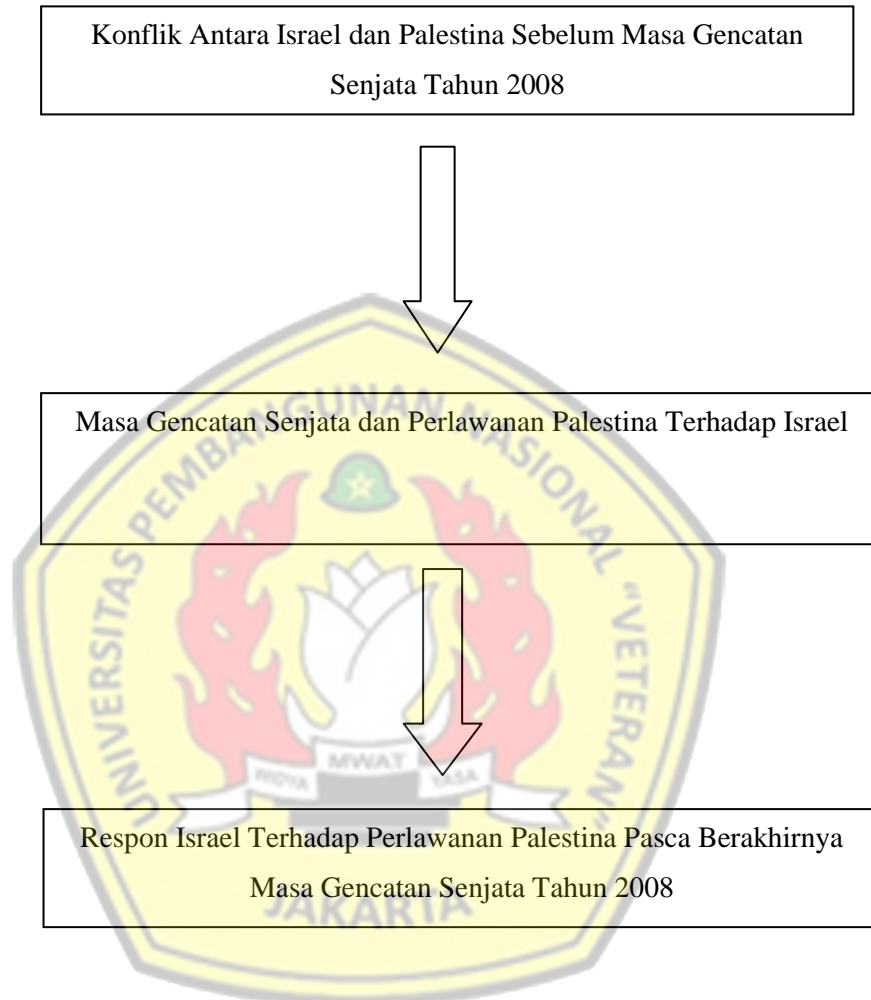 Konflik Antara Israel dan Palestina Sebelum Masa Gencatan
Senjata Tahun 2008
Masa Gencatan Senjata dan Perlawanan Palestina Terhadap Israel
UNIVERSITAS PEMBANGUNAN NASIONAL "VETERAN"
WIDYA MWAT YASA
Respon Israel Terhadap Perlawanan Palestina Pasca Berakhirnya
Masa Gencatan Senjata Tahun 2008
JAKARTA